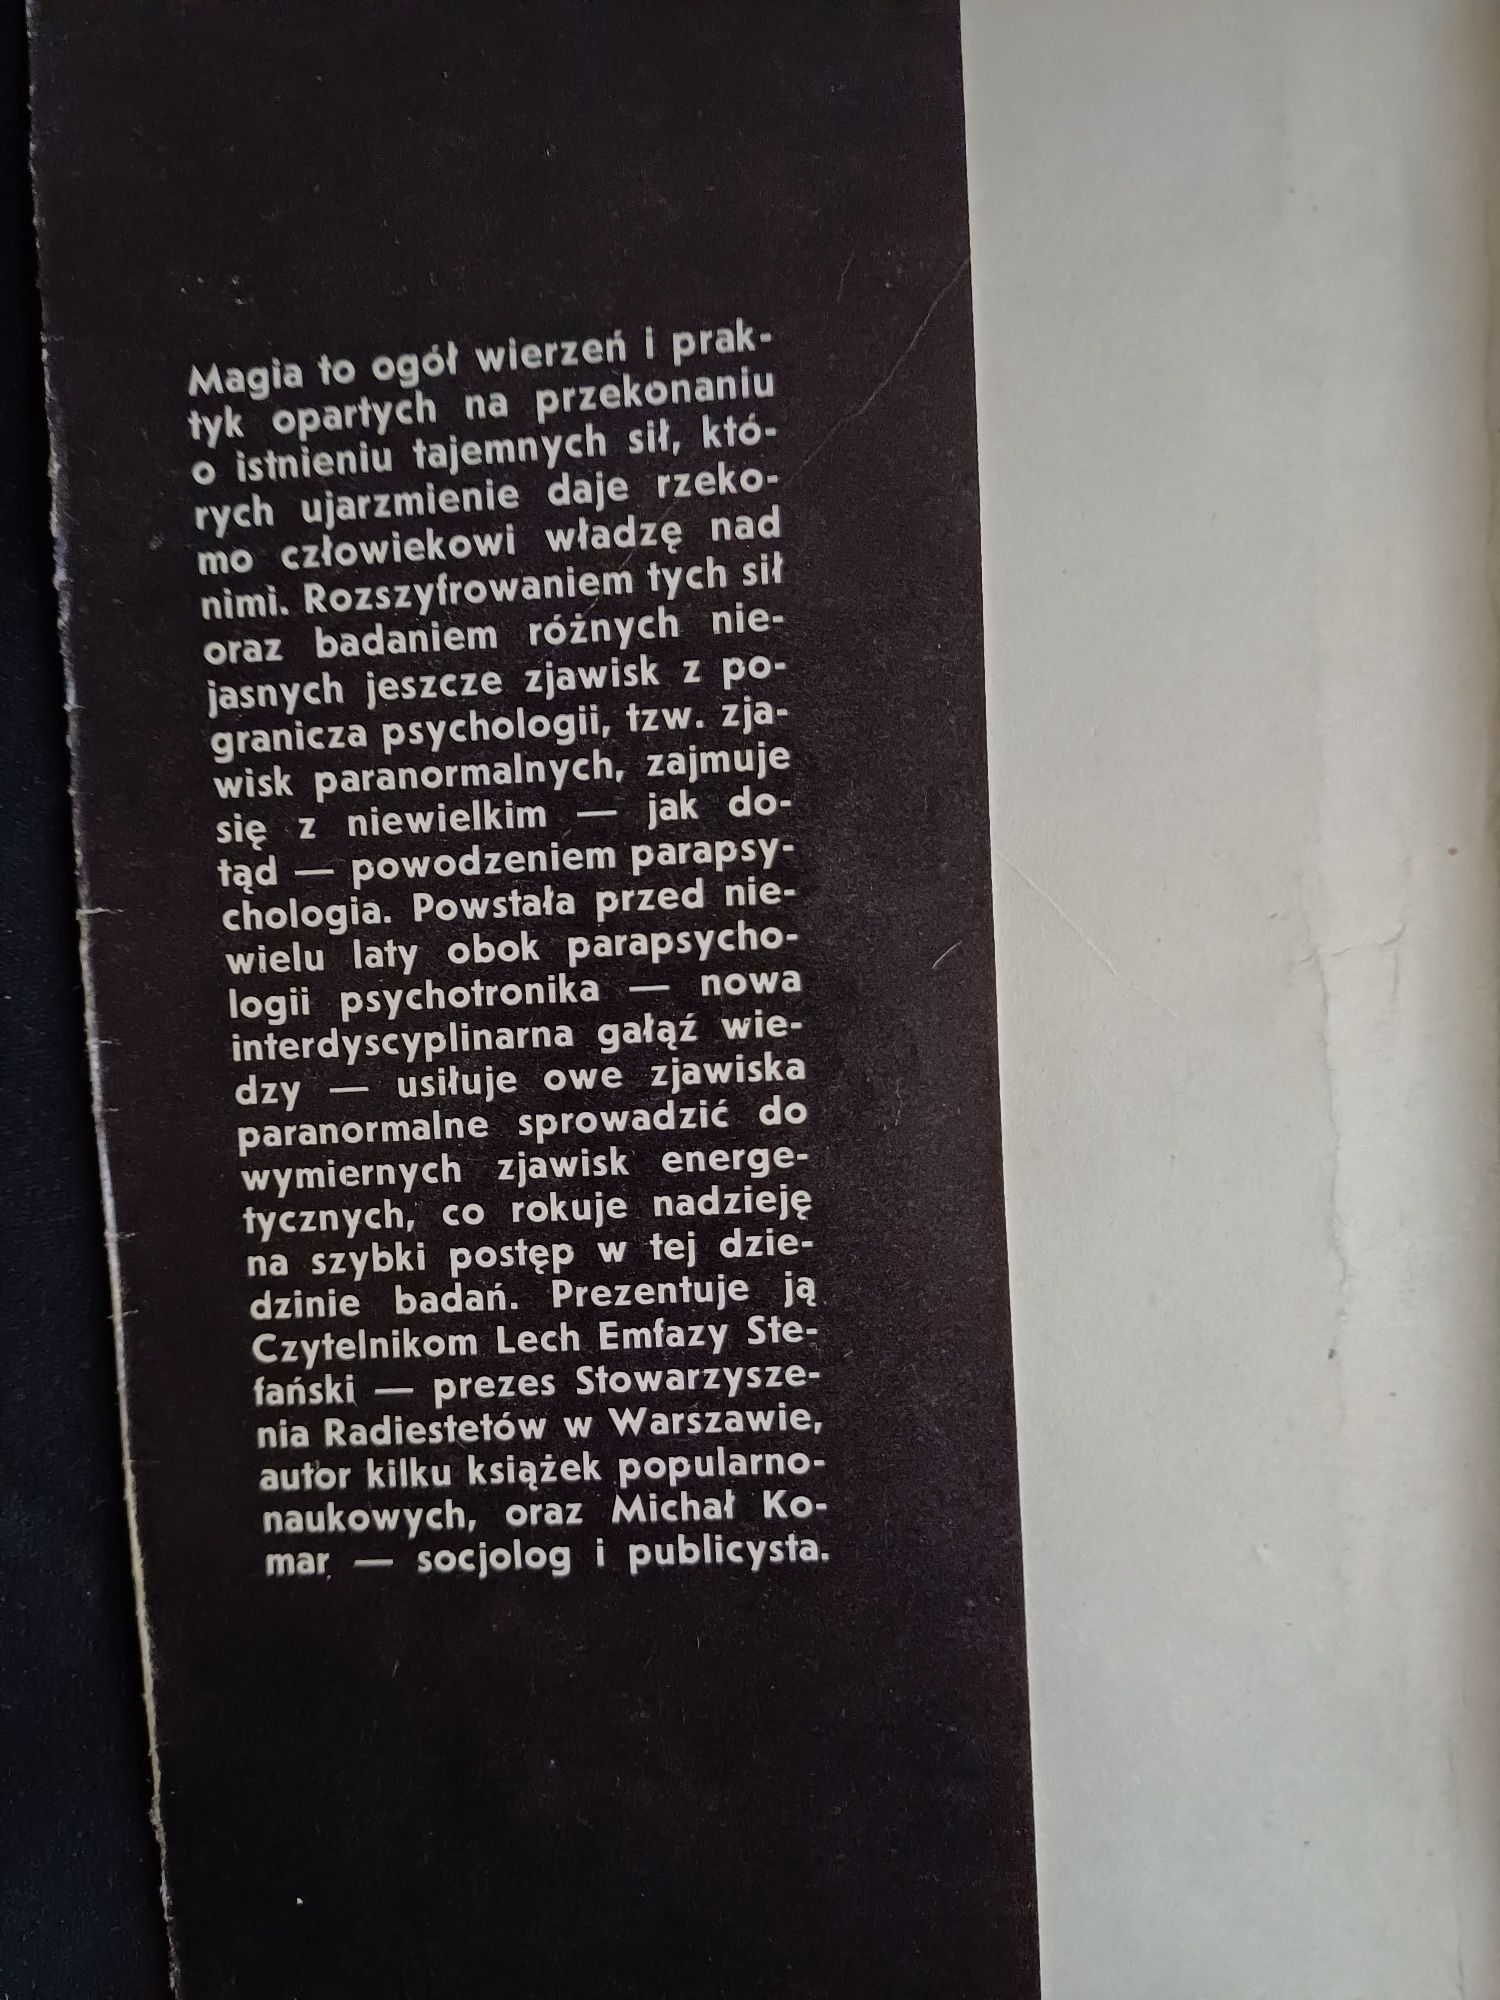 Magia to ogół wierzeń i prak-
tyk opartych na przekonaniu
o istnieniu tajemnych sił, któ-
rych ujarzmienie daje rzeko-
mo człowiekowi władzę nad
nimi. Rozszyfrowaniem tych sił
oraz badaniem różnych nie-
jasnych jeszcze zjawisk z po-
granicza psychologii, tzw. zja-
wisk paranormalnych, zajmuje
się z niewielkim — jak do-
tąd — powodzeniem parapsy-
chologia. Powstała przed nie-
wielu laty obok parapsycho-
logii psychotronika — nowa
interdyscyplinarna gałąź wie-
dzy — usiłuje owe zjawiska
paranormalne sprowadzić do
wymiernych zjawisk energe-
tycznych, co rokuje nadzieję
na szybki postęp w tej dzie-
dzinie badań. Prezentuje ją
Czytelnikom Lech Emfazy Ste-
fański — prezes Stowarzysze-
nia Radiestetów w Warszawie,
autor kilku książek popularno-
naukowych, oraz Michał Ko-
mar — socjolog i publicysta.